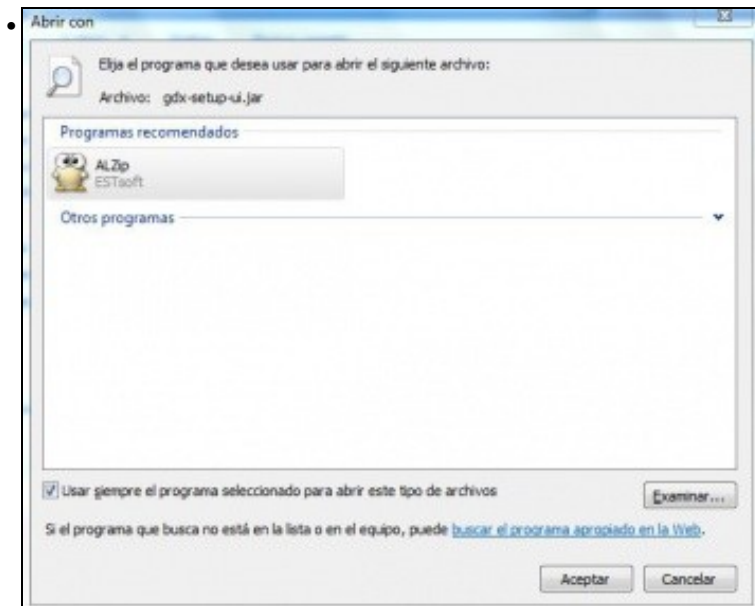 Abrir con
Elija el programa que desea usar para abrir el siguiente archivo:
Archivo: gdx-setup-ui.jar
Programas recomendados
ALZip
ESTsoft
Otros programas
Usar siempre el programa seleccionado para abrir este tipo de archivos
Examinar...
Si el programa que busca no está en la lista o en el equipo, puede buscar el programa apropiado en la Web.
Aceptar
Cancelar